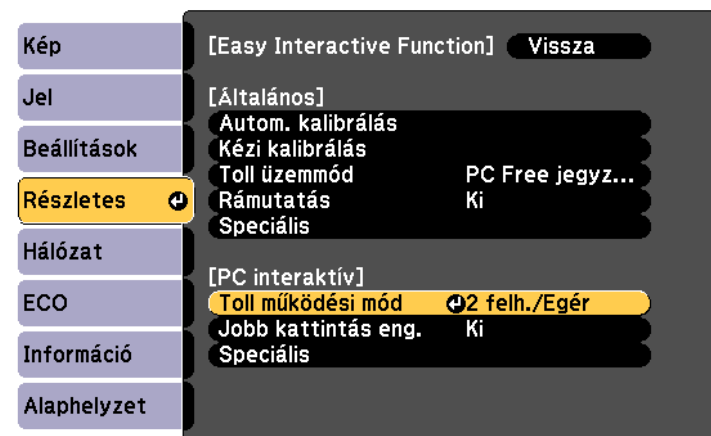 Kép
Jel
Beállítások
Részletes
Hálózat
ECO
Információ
Alaphelyzet
[Easy Interactive Function] Vissza
[Általános]
Autom. kalibrálás
Kézi kalibrálás
Toll üzemmód PC Free jegyz...
Rámutatás Ki
Speciális
[PC interaktív]
Toll működési mód 2 felh./Egér
Jobb kattintás eng. Ki
Speciális